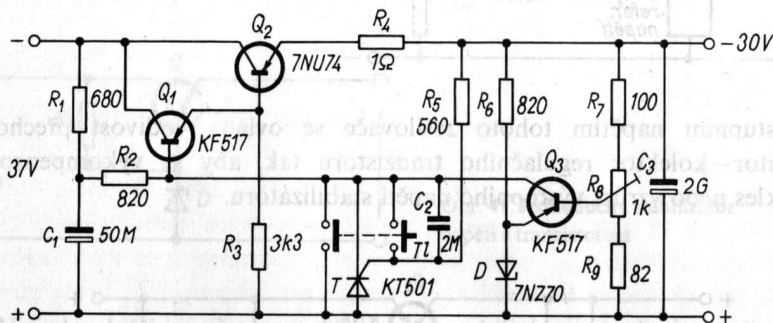 Q2
R4
-
-30V
7NU74
1Ω
R1
680
Q1
R5
560
R6
820
R7
100
KF517
Q3
C3
37V
R2
820
C2
2M
R8
1k
2G
Tl
KF517
C1
50M
R3
3k3
T
KT501
D
7NZ70
R9
82
+
+